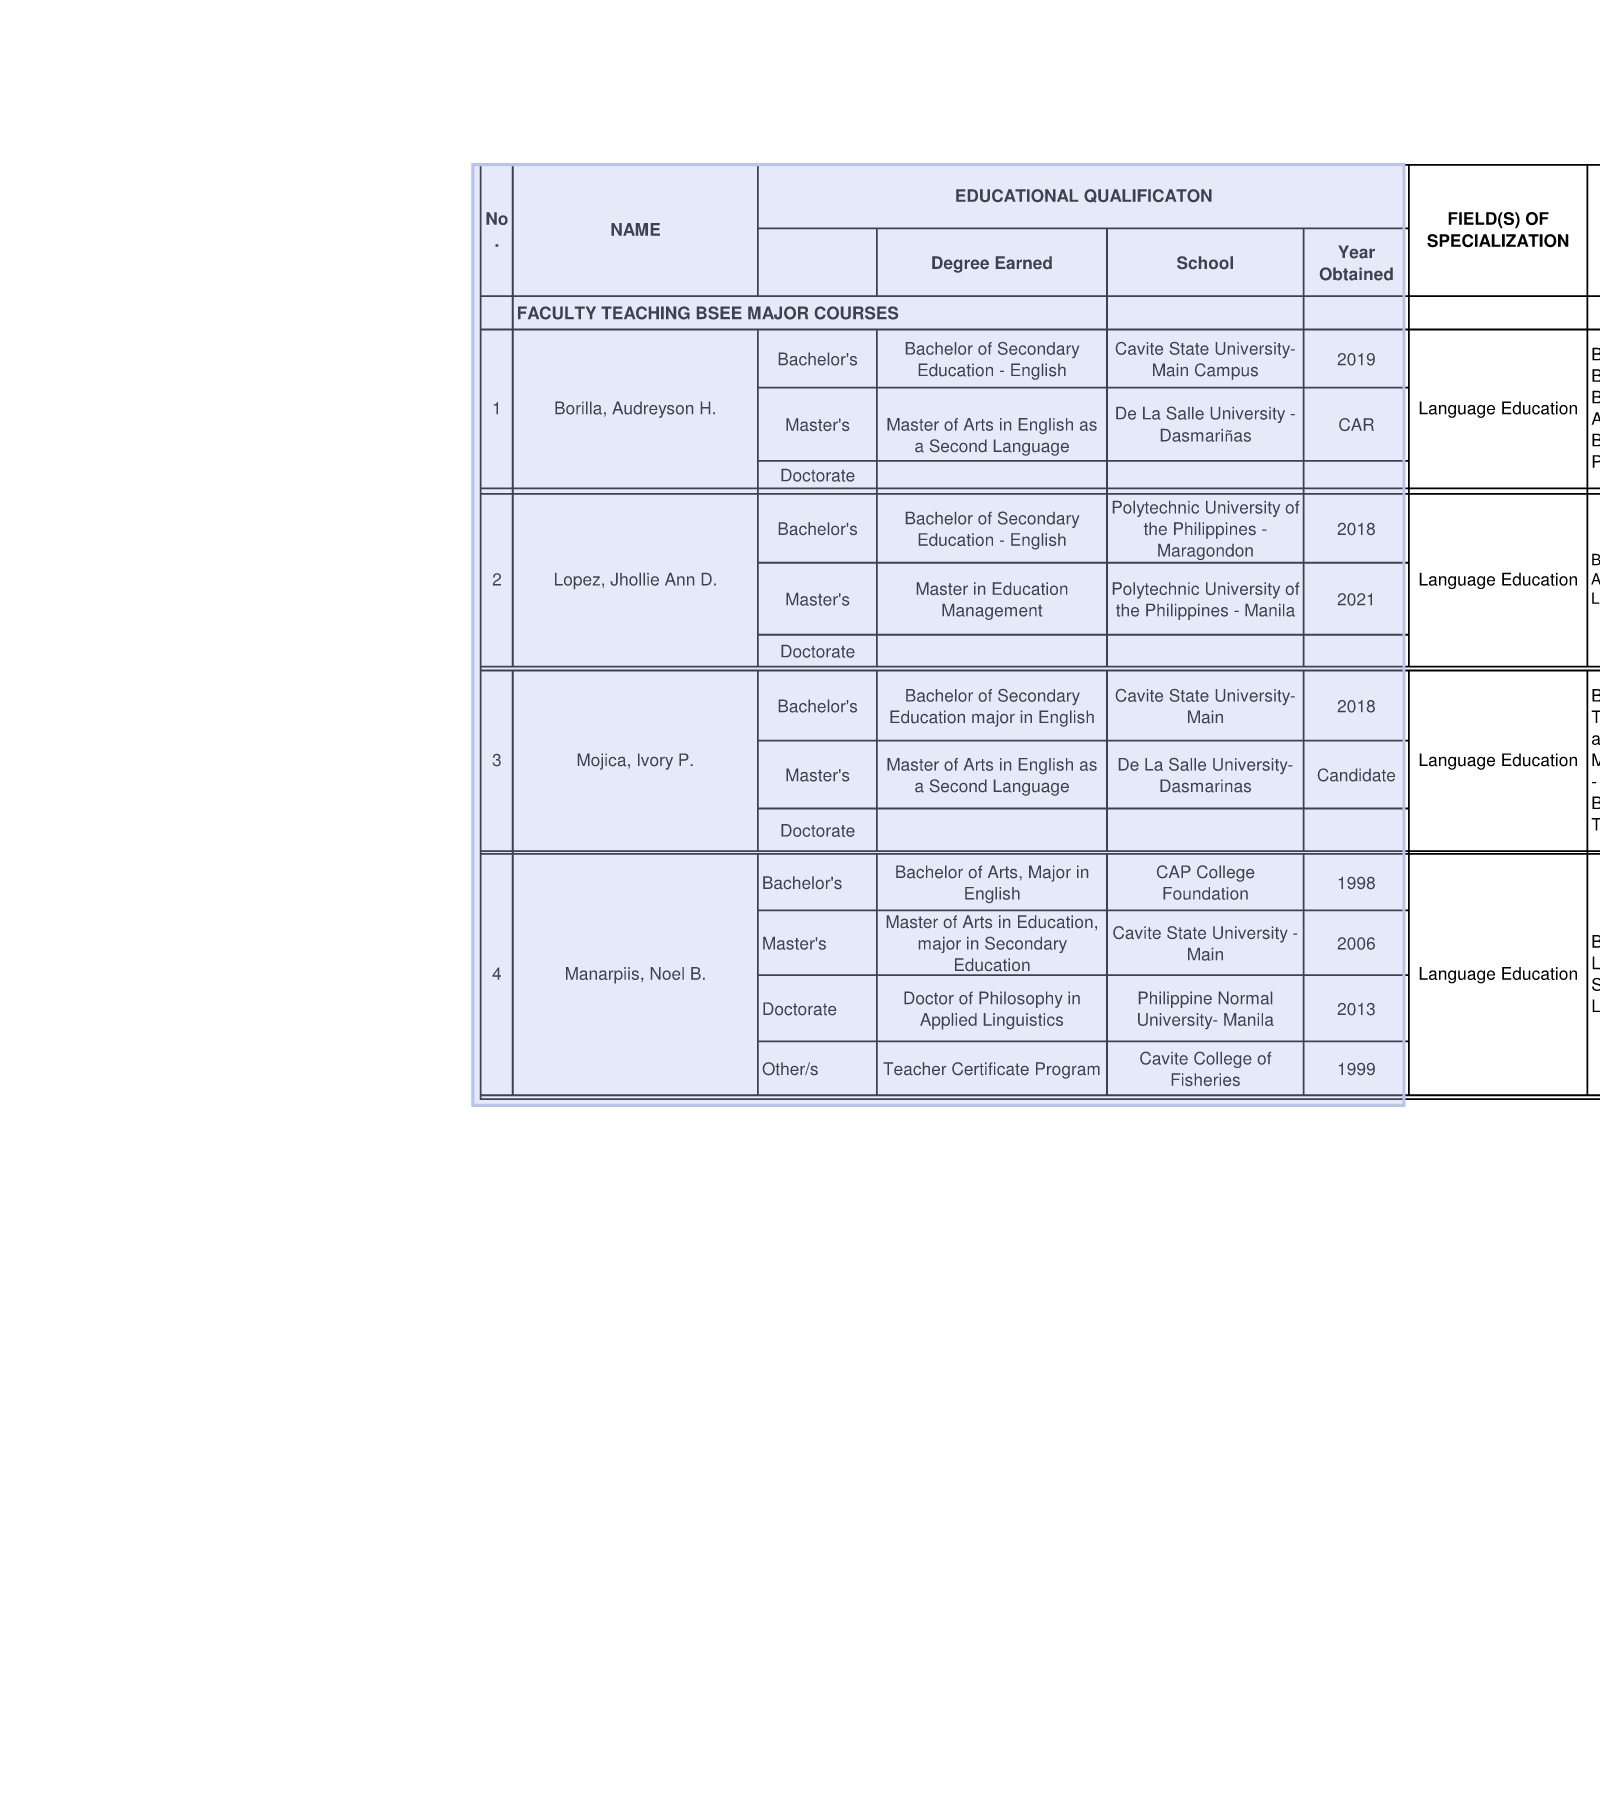 No
.
NAME
EDUCATIONAL QUALIFICATON
Degree Earned
School
Year
Obtained
FIELD(S) OF
SPECIALIZATION
FACULTY TEACHING BSEE MAJOR COURSES
1
Borilla, Audreyson H.
Bachelor's
Bachelor of Secondary
Education - English
Cavite State University-
Main Campus
2019
Master's
Master of Arts in English as
a Second Language
De La Salle University -
Dasmariñas
CAR
Doctorate
Language Education
2
Lopez, Jhollie Ann D.
Bachelor's
Bachelor of Secondary
Education - English
Polytechnic University of
the Philippines -
Maragondon
2018
Master's
Master in Education
Management
Polytechnic University of
the Philippines - Manila
2021
Doctorate
Language Education
3
Mojica, Ivory P.
Bachelor's
Bachelor of Secondary
Education major in English
Cavite State University-
Main
2018
Master's
Master of Arts in English as
a Second Language
De La Salle University-
Dasmarinas
Candidate
Doctorate
Language Education
4
Manarpiis, Noel B.
Bachelor's
Bachelor of Arts, Major in
English
CAP College
Foundation
1998
Master's
Master of Arts in Education,
major in Secondary
Education
Cavite State University -
Main
2006
Doctorate
Doctor of Philosophy in
Applied Linguistics
Philippine Normal
University- Manila
2013
Other/s
Teacher Certificate Program
Cavite College of
Fisheries
1999
Language Education